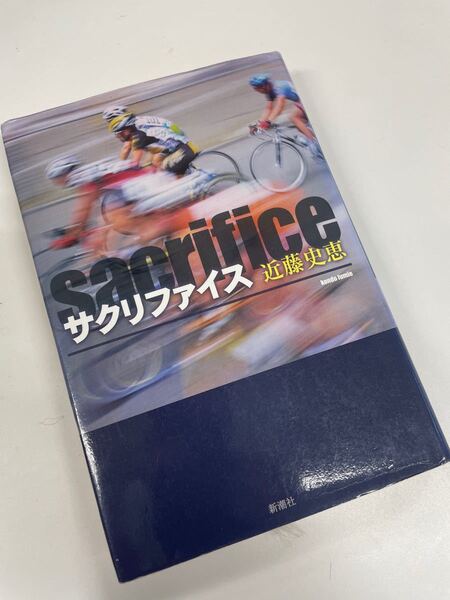 sacrifice
サクリファイス 近藤史恵
kondo fumie
新潮社